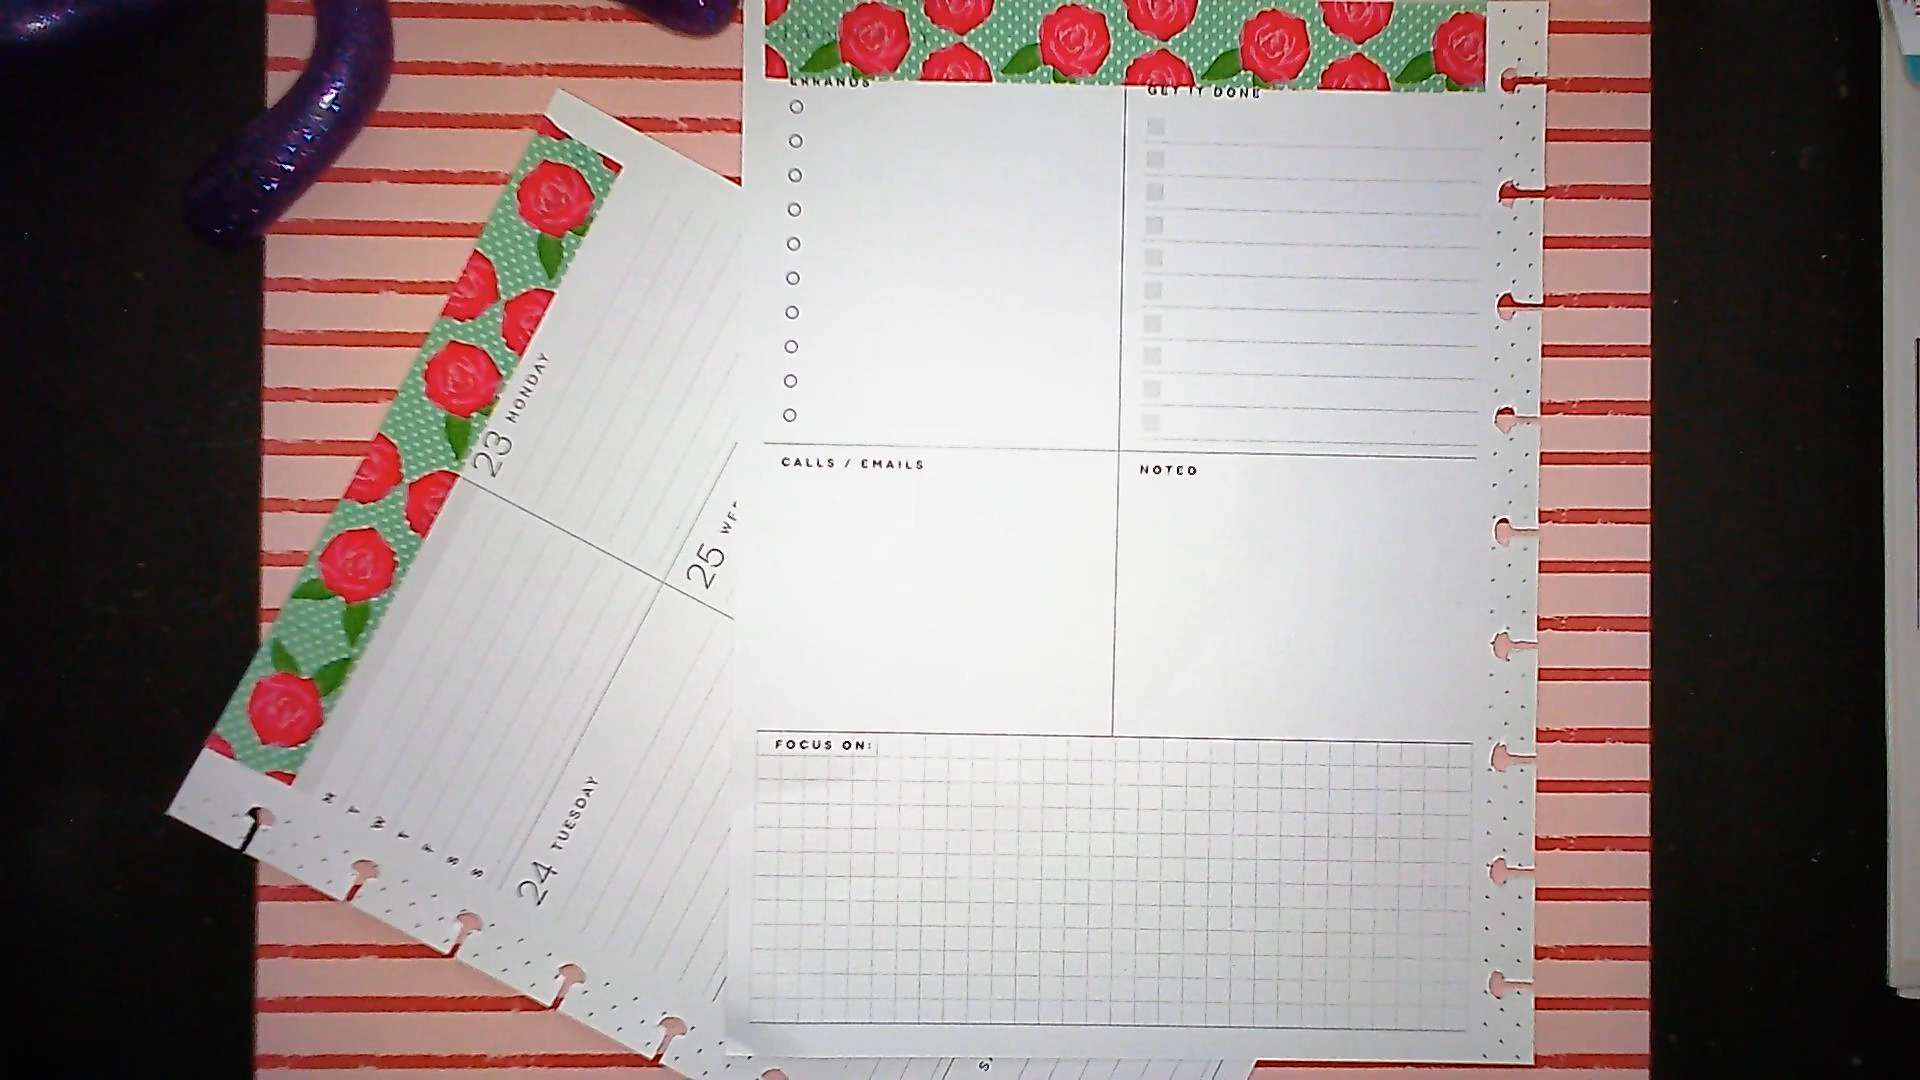 ERRANDS
GET IT DONE
CALLS / EMAILS
NOTED
FOCUS ON:
23 MONDAY
25
24 TUESDAY
M
T
W
T
F
S
S
S